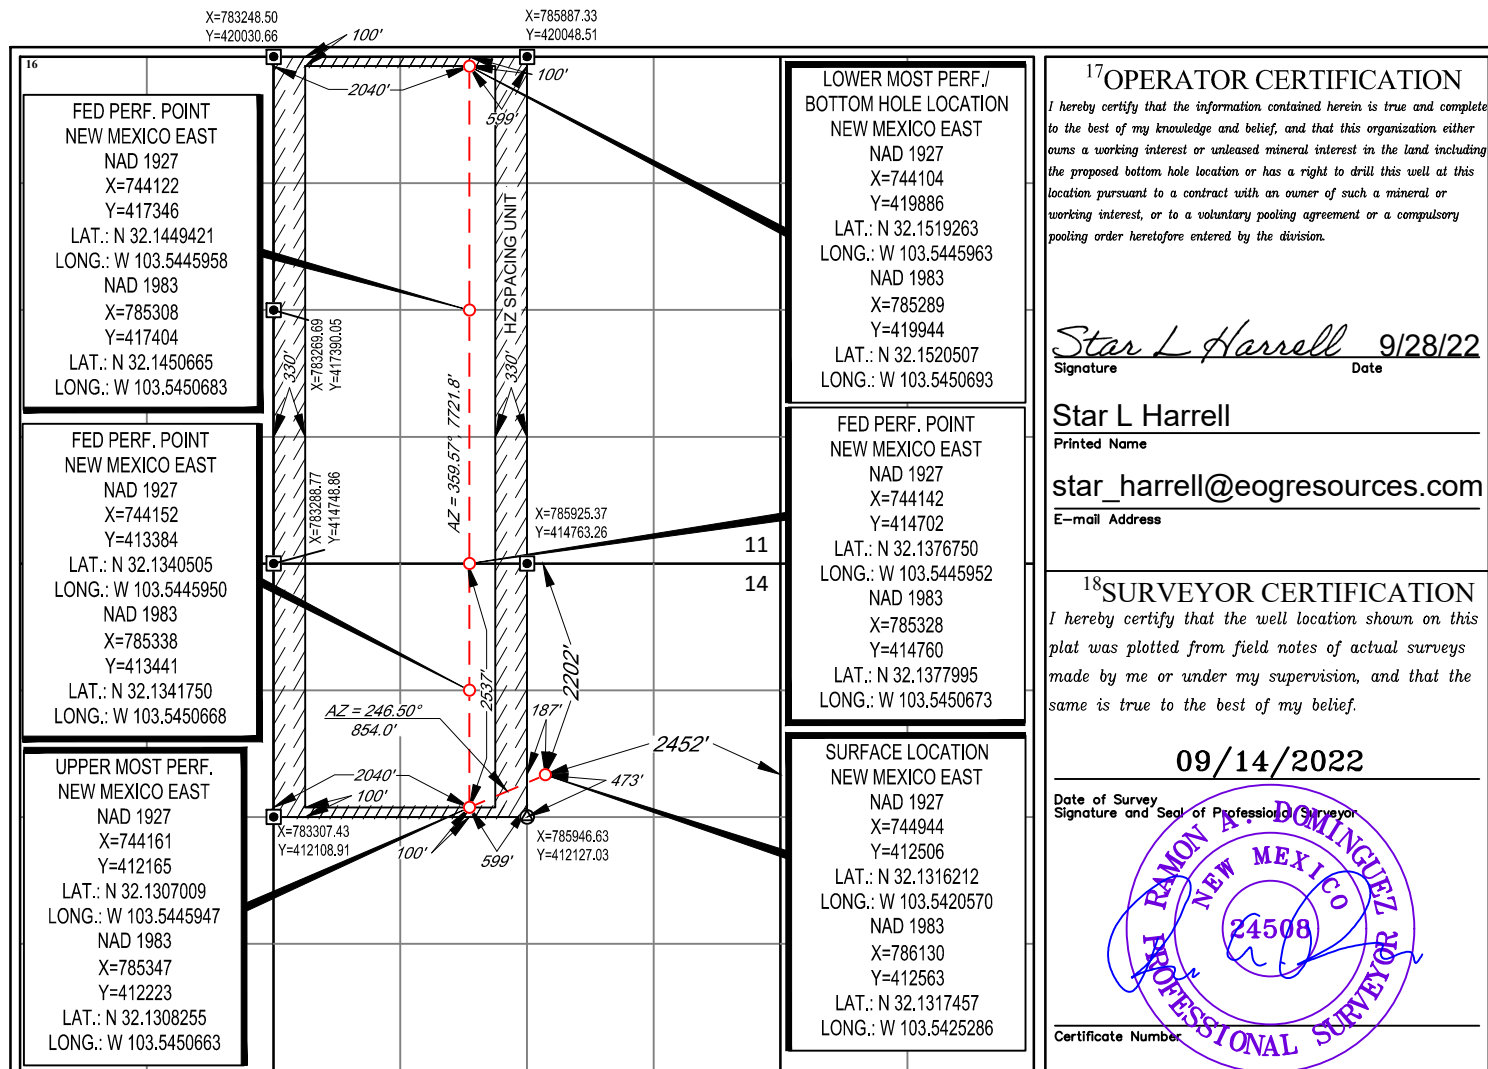 X=783248.50
Y=420030.66
X=785887.33
Y=420048.51
16
100'
2040'
100'
599'
FED PERF. POINT
NEW MEXICO EAST
NAD 1927
X=744122
Y=417346
LAT.: N 32.1449421
LONG.: W 103.5445958
NAD 1983
X=785308
Y=417404
LAT.: N 32.1450665
LONG.: W 103.5450683
FED PERF. POINT
NEW MEXICO EAST
NAD 1927
X=744152
Y=413384
LAT.: N 32.1340505
LONG.: W 103.5445950
NAD 1983
X=785338
Y=413441
LAT.: N 32.1341750
LONG.: W 103.5450668
UPPER MOST PERF.
NEW MEXICO EAST
NAD 1927
X=744161
Y=412165
LAT.: N 32.1307009
LONG.: W 103.5445947
NAD 1983
X=785347
Y=412223
LAT.: N 32.1308255
LONG.: W 103.5450663
330'
X=783269.69
Y=417390.05
X=783288.77
Y=414748.86
AZ = 359.57°, 7721.8'
HZ SPACING UNIT
330'
X=785925.37
Y=414763.26
11
14
2537'
2202'
AZ = 246.50°
854.0'
187'
2452'
2040'
473'
100'
X=783307.43
Y=412108.91
100'
599'
X=785946.63
Y=412127.03
LOWER MOST PERF./
BOTTOM HOLE LOCATION
NEW MEXICO EAST
NAD 1927
X=744104
Y=419886
LAT.: N 32.1519263
LONG.: W 103.5445963
NAD 1983
X=785289
Y=419944
LAT.: N 32.1520507
LONG.: W 103.5450693
FED PERF. POINT
NEW MEXICO EAST
NAD 1927
X=744142
Y=414702
LAT.: N 32.1376750
LONG.: W 103.5445952
NAD 1983
X=785328
Y=414760
LAT.: N 32.1377995
LONG.: W 103.5450673
SURFACE LOCATION
NEW MEXICO EAST
NAD 1927
X=744944
Y=412506
LAT.: N 32.1316212
LONG.: W 103.5420570
NAD 1983
X=786130
Y=412563
LAT.: N 32.1317457
LONG.: W 103.5425286
17 OPERATOR CERTIFICATION
I hereby certify that the information contained herein is true and complete
to the best of my knowledge and belief, and that this organization either
owns a working interest or unleased mineral interest in the land including
the proposed bottom hole location or has a right to drill this well at this
location pursuant to a contract with an owner of such a mineral or
working interest, or to a voluntary pooling agreement or a compulsory
pooling order heretofore entered by the division.
Star L Harrell 9/28/22
Signature Date
Star L Harrell
Printed Name
star_harrell@eogresources.com
E-mail Address
18 SURVEYOR CERTIFICATION
I hereby certify that the well location shown on this
plat was plotted from field notes of actual surveys
made by me or under my supervision, and that the
same is true to the best of my belief.
09/14/2022
Date of Survey
Signature and Seal of Professional Surveyor
RAMON A. DOMINGUEZ
NEW MEXICO
24508
PROFESSIONAL SURVEYOR
Certificate Number